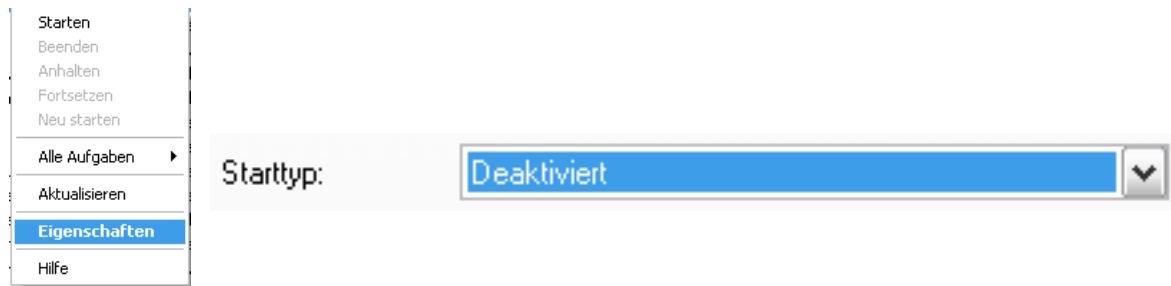 Starten
Beenden
Anhalten
Fortsetzen
Neu starten
Alle Aufgaben
Aktualisieren
Eigenschaften
Hilfe
Starttyp: Deaktiviert